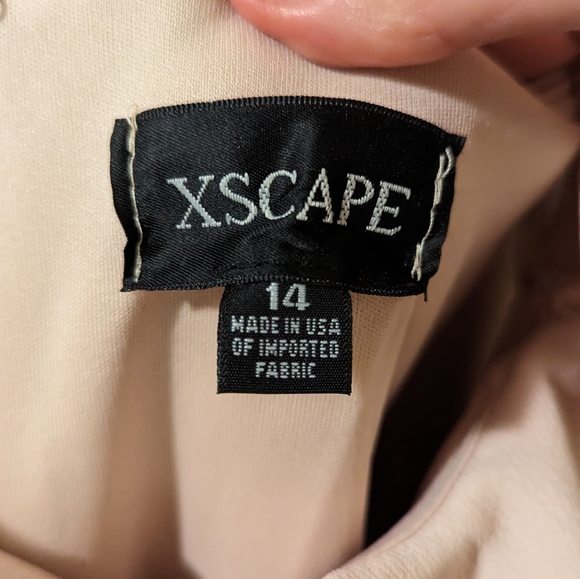 XSCAPE
14
MADE IN USA
OF IMPORTED
FABRIC